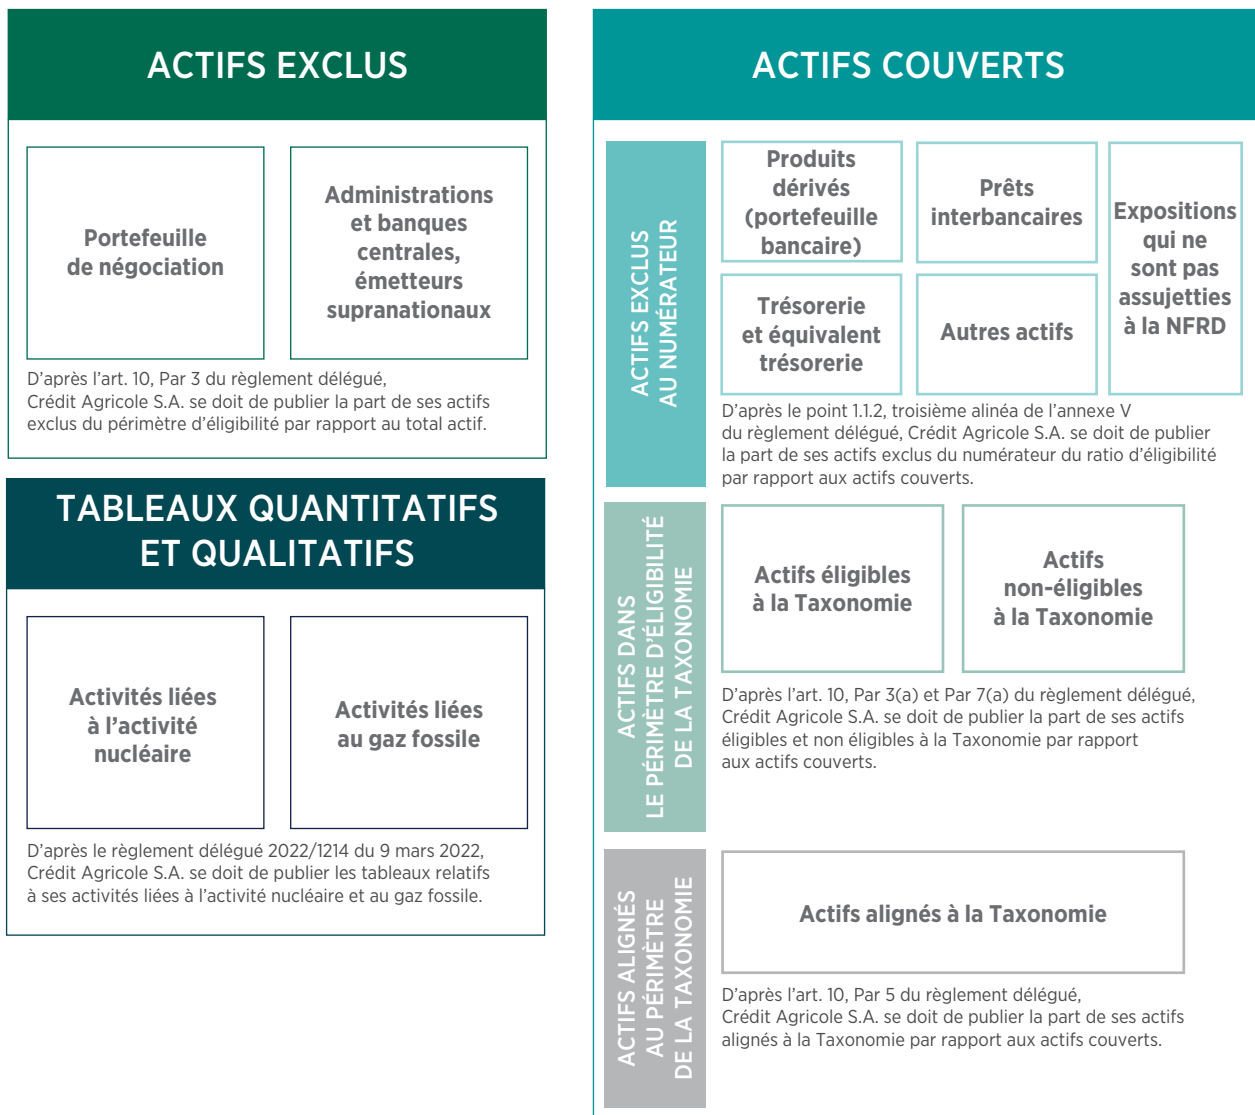 ACTIFS EXCLUS
Portefeuille
de négociation
Administrations
et banques
centrales,
émetteurs
supranationaux
D'après l'art. 10, Par 3 du règlement délégué,
Crédit Agricole S.A. se doit de publier la part de ses actifs
exclus du périmètre d'éligibilité par rapport au total actif.
TABLEAUX QUANTITATIFS
ET QUALITATIFS
Activités liées
à l'activité
nucléaire
Activités liées
au gaz fossile
D'après le règlement délégué 2022/1214 du 9 mars 2022,
Crédit Agricole S.A. se doit de publier les tableaux relatifs
à ses activités liées à l'activité nucléaire et au gaz fossile.
ACTIFS COUVERTS
ACTIFS EXCLUS
AU NUMÉRATEUR
Produits
dérivés
(portefeuille
bancaire)
Prêts
interbancaires
Expositions
qui ne
sont pas
assujetties
à la NFRD
Trésorerie
et équivalent
trésorerie
Autres actifs
D'après le point 1.1.2, troisième alinéa de l'annexe V
du règlement délégué, Crédit Agricole S.A. se doit de publier
la part de ses actifs exclus du numérateur du ratio d'éligibilité
par rapport aux actifs couverts.
ACTIFS DANS
LE PÉRIMÈTRE D'ÉLIGIBILITÉ
DE LA TAXONOMIE
Actifs éligibles
à la Taxonomie
Actifs
non-éligibles
à la Taxonomie
D'après l'art. 10, Par 3(a) et Par 7(a) du règlement délégué,
Crédit Agricole S.A. se doit de publier la part de ses actifs
éligibles et non éligibles à la Taxonomie par rapport
aux actifs couverts.
ACTIFS ALIGNÉS
AU PÉRIMÈTRE
DE LA TAXONOMIE
Actifs alignés à la Taxonomie
D'après l'art. 10, Par 5 du règlement délégué,
Crédit Agricole S.A. se doit de publier la part de ses actifs
alignés à la Taxonomie par rapport aux actifs couverts.